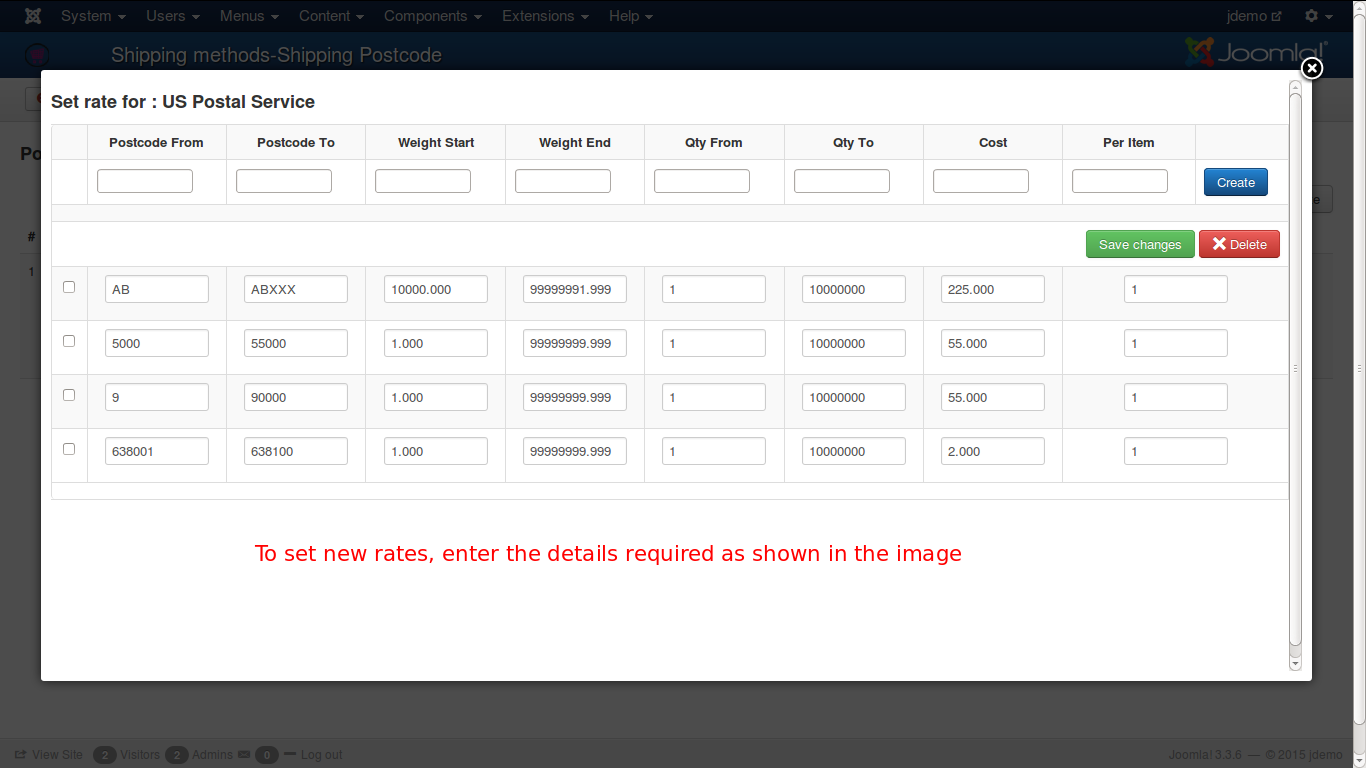 System Users Menus Content Components Extensions Help jdemo
Shipping methods-Shipping Postcode Joomla!
Set rate for : US Postal Service
Postcode From Postcode To Weight Start Weight End Qty From Qty To Cost Per Item
Create
Save changes Delete
#
AB ABXXX 10000.000 99999991.999 1 10000000 225.000 1
1
5000 55000 1.000 99999999.999 1 10000000 55.000 1
9 90000 1.000 99999999.999 1 10000000 55.000 1
638001 638100 1.000 99999999.999 1 10000000 2.000 1
To set new rates, enter the details required as shown in the image
View Site 2 Visitors 2 Admins 0 Log out Joomla! 3.3.6 — © 2015 jdemo